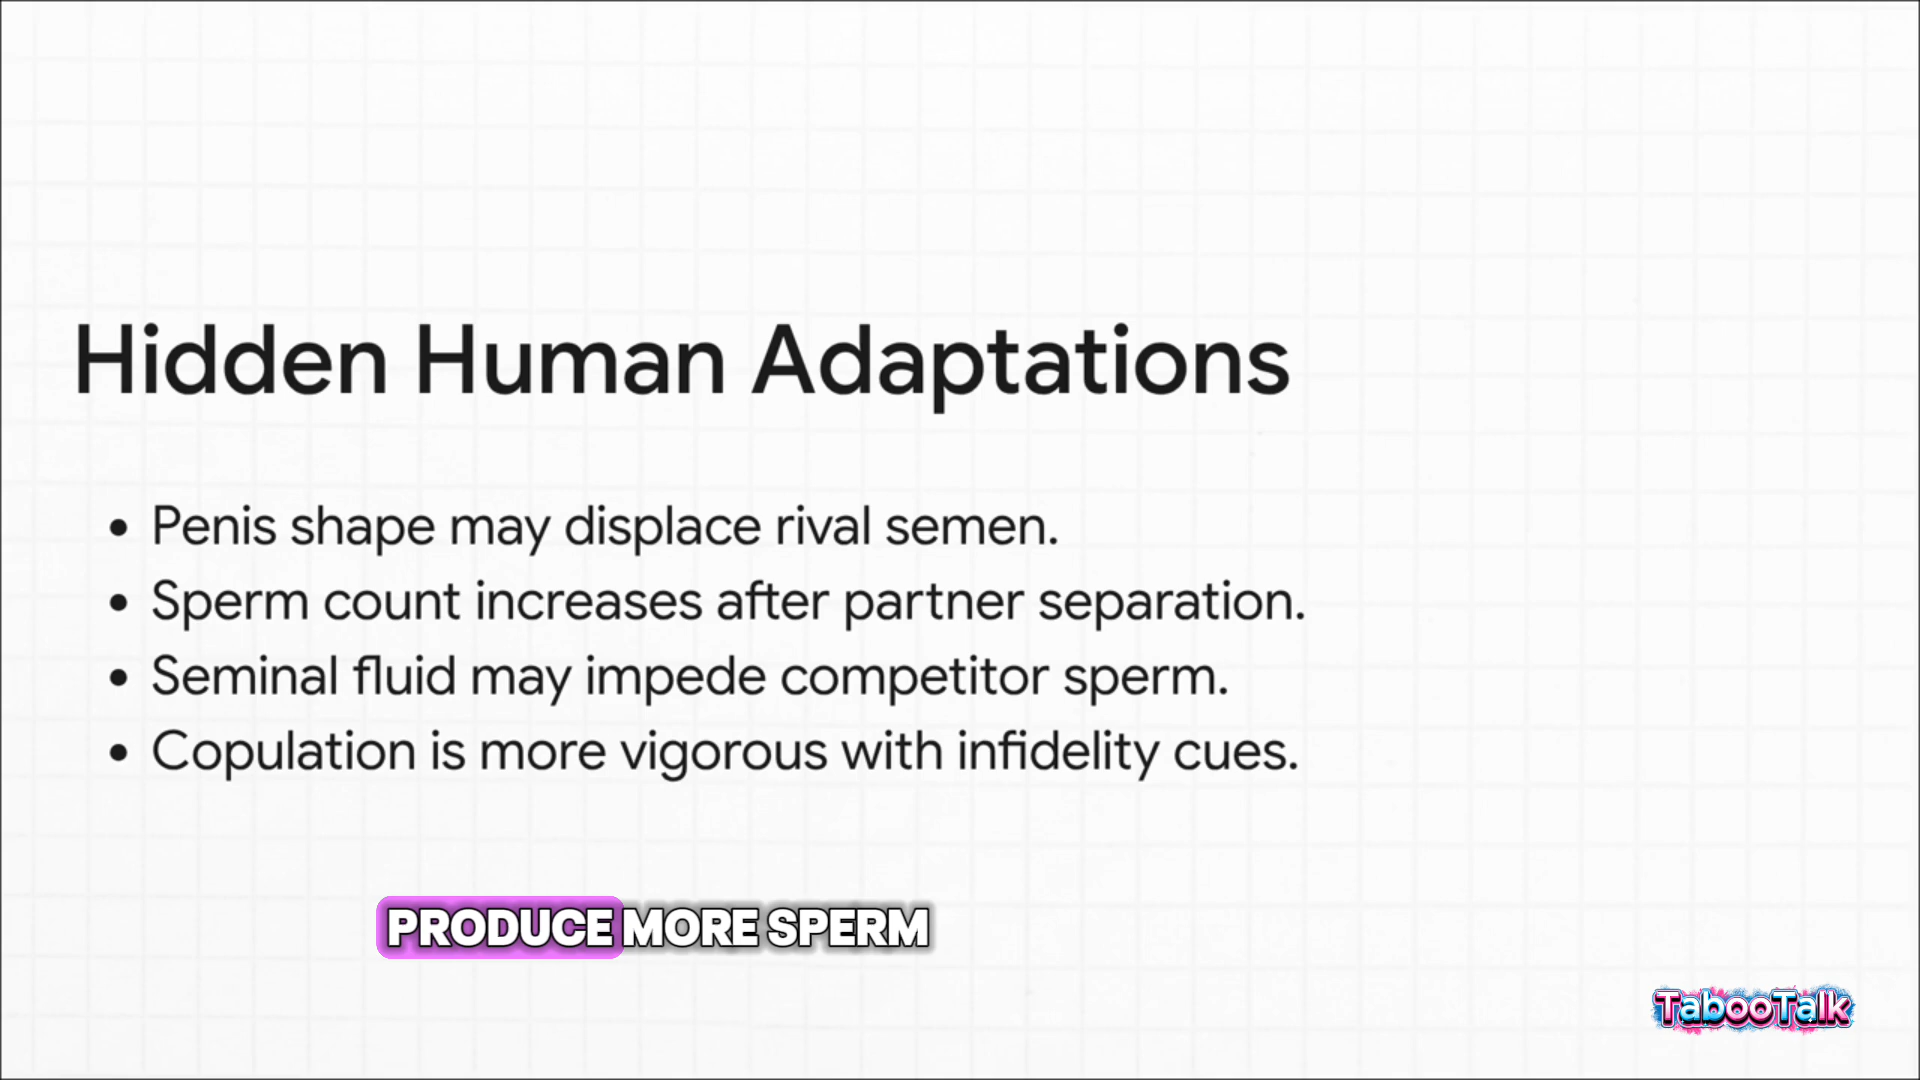 Hidden Human Adaptations
• Penis shape may displace rival semen.
• Sperm count increases after partner separation.
• Seminal fluid may impede competitor sperm.
• Copulation is more vigorous with infidelity cues.
PRODUCE MORE SPERM
TabooTalk